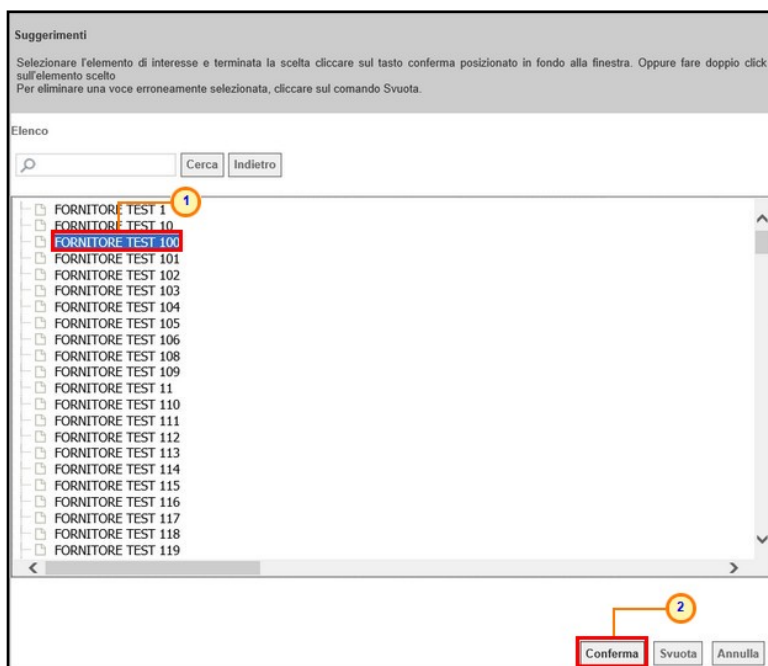 Suggerimenti
Selezionare l'elemento di interesse e terminata la scelta cliccare sul tasto conferma posizionato in fondo alla finestra. Oppure fare doppio click
sull'elemento scelto
Per eliminare una voce erroneamente selezionata, cliccare sul comando Svuota.
Elenco
Cerca Indietro
1
FORNITORE TEST 1
FORNITORE TEST 10
FORNITORE TEST 100
FORNITORE TEST 101
FORNITORE TEST 102
FORNITORE TEST 103
FORNITORE TEST 104
FORNITORE TEST 105
FORNITORE TEST 106
FORNITORE TEST 108
FORNITORE TEST 109
FORNITORE TEST 11
FORNITORE TEST 110
FORNITORE TEST 111
FORNITORE TEST 112
FORNITORE TEST 113
FORNITORE TEST 114
FORNITORE TEST 115
FORNITORE TEST 116
FORNITORE TEST 117
FORNITORE TEST 118
FORNITORE TEST 119
2
Conferma Svuota Annulla